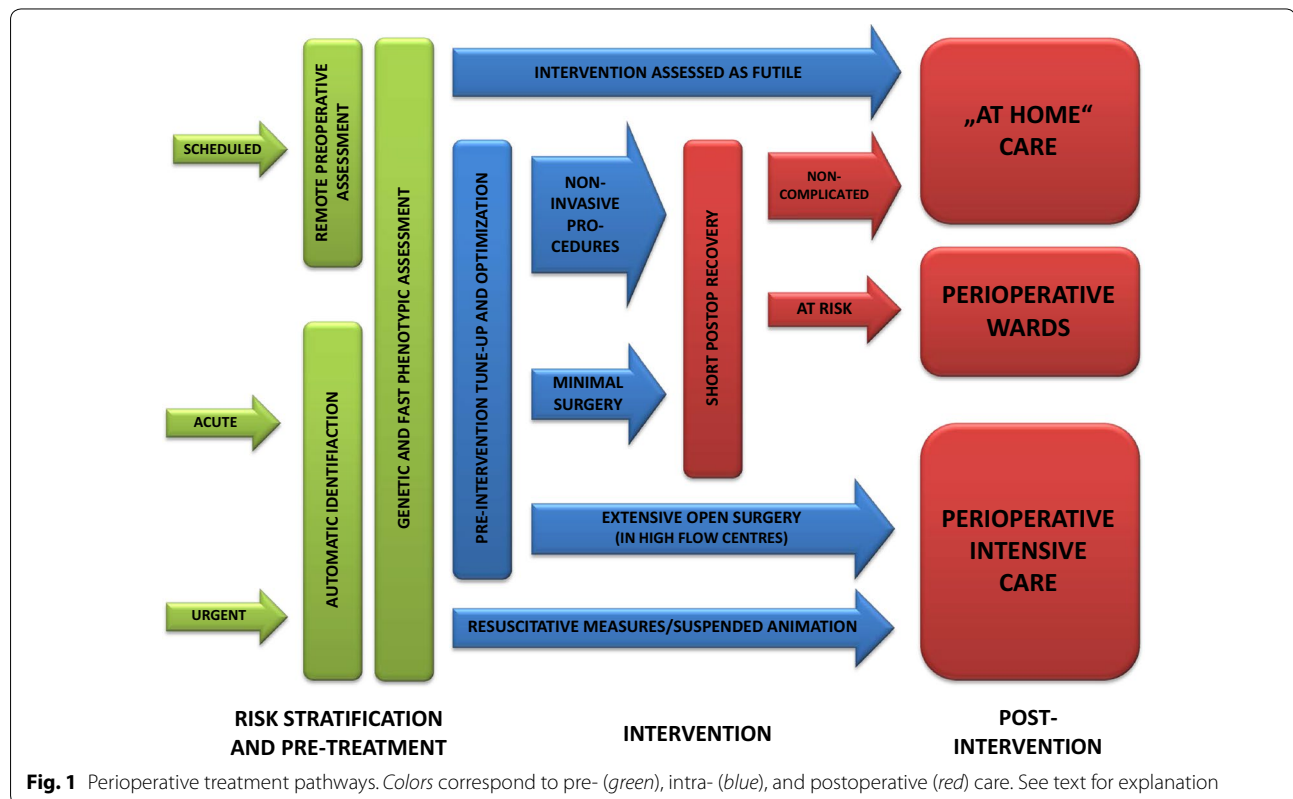 SCHEDULED
ACUTE
URGENT
REMOTE PREOPERATIVE
ASSESSMENT
AUTOMATIC IDENTIFIACTION
GENETIC AND FAST PHENOTYPIC ASSESSMENT
INTERVENTION ASSESSED AS FUTILE
PRE-INTERVENTION TUNE-UP AND OPTIMIZATION
NON-
INVASIVE
PRO-
CEDURES
MINIMAL
SURGERY
EXTENSIVE OPEN SURGERY
(IN HIGH FLOW CENTRES)
RESUSCITATIVE MEASURES/SUSPENDED ANIMATION
SHORT POSTOP RECOVERY
NON-
COMPLICATED
AT RISK
„AT HOME“
CARE
PERIOPERATIVE
WARDS
PERIOPERATIVE
INTENSIVE
CARE
RISK STRATIFICATION
AND PRE-TREATMENT
INTERVENTION
POST-
INTERVENTION
Fig. 1 Perioperative treatment pathways. Colors correspond to pre- (green), intra- (blue), and postoperative (red) care. See text for explanation